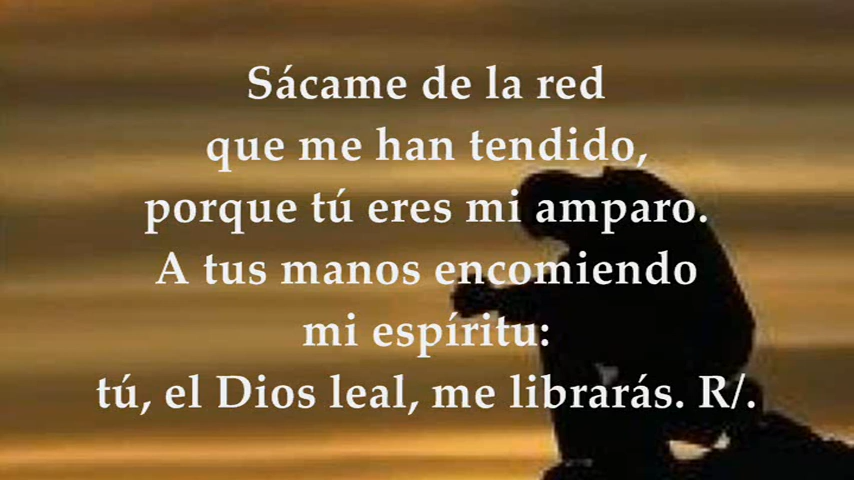 Sácame de la red
que me han tendido,
porque tú eres mi amparo.
A tus manos encomiendo
mi espíritu:
tú, el Dios leal, me librarás. R/.